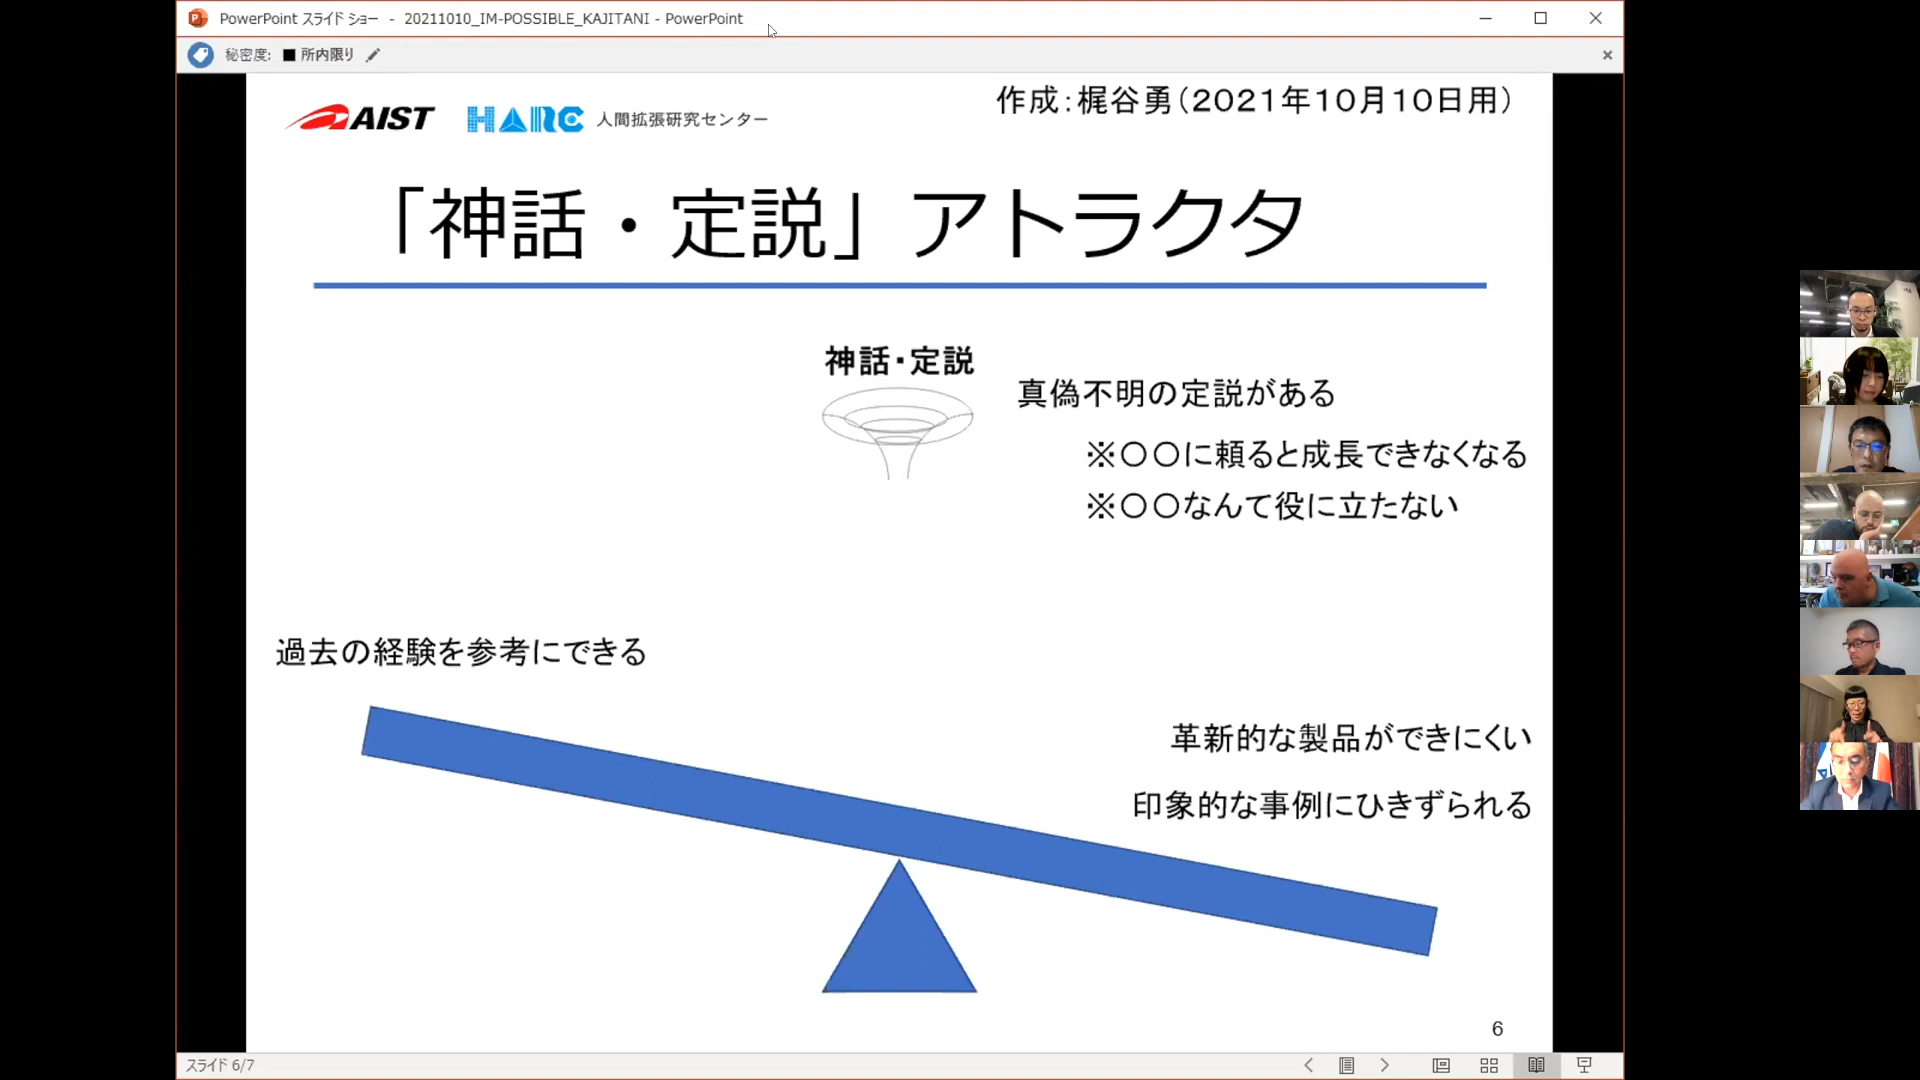 PowerPoint スライド ショー - 20211010_IM-POSSIBLE_KAJITANI - PowerPoint
秘密度: ■ 所内限り
AIST HARC 人間拡張研究センター
作成：梶谷勇（２０２１年１０月１０日用）
「神話・定説」アトラクタ
神話・定説
真偽不明の定説がある
※〇〇に頼ると成長できなくなる
※〇〇なんて役に立たない
過去の経験を参考にできる
革新的な製品ができにくい
印象的な事例にひきずられる
6
スライド 6/7